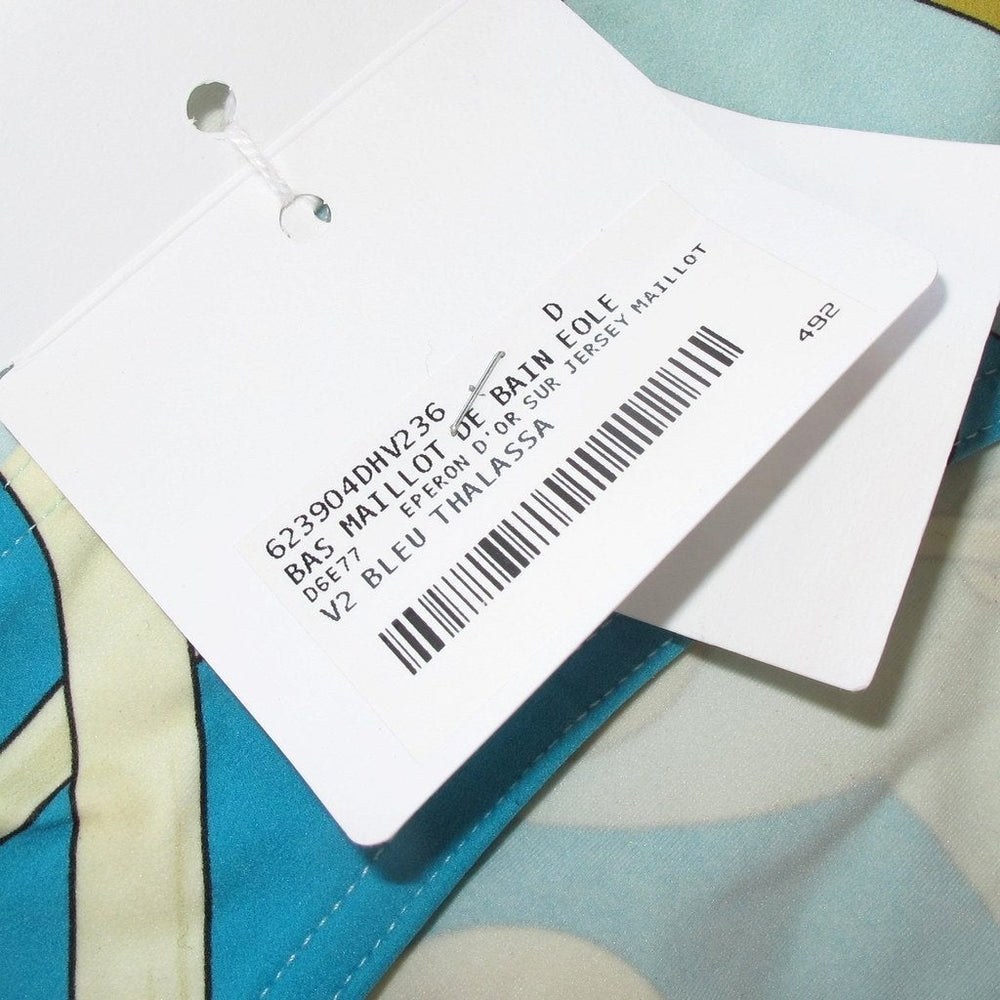 D
623904DHV236
BAS MAILLOT DE BAIN EOLE
EPERON D'OR SUR JERSEY MAILLOT
D6E77
V2 BLEU THALASSA
492